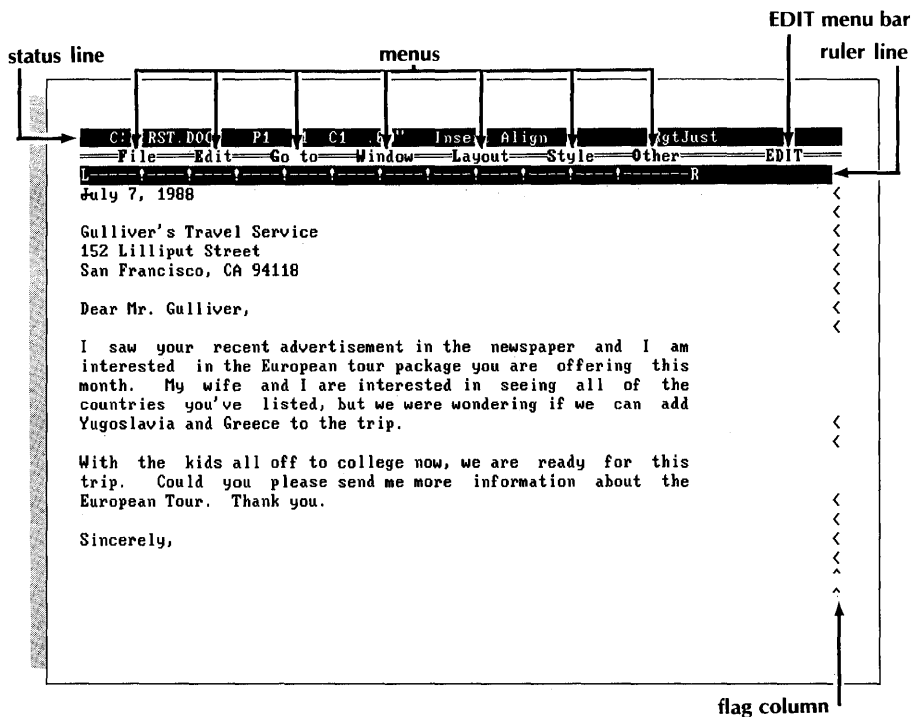 EDIT menu bar
status line menus ruler line
RST.DOC P1 C1 Inse Align gtJust
File Edit Go to Window Layout Style Other EDIT
L-------!----!----!----!----!----!----!----!----!----!----!--------R
July 7, 1988 <
<
Gulliver's Travel Service <
152 Lilliput Street <
San Francisco, CA 94118 <
<
Dear Mr. Gulliver, <
<
I saw your recent advertisement in the newspaper and I am
interested in the European tour package you are offering this
month. My wife and I are interested in seeing all of the
countries you've listed, but we were wondering if we can add
Yugoslavia and Greece to the trip. <
<
With the kids all off to college now, we are ready for this
trip. Could you please send me more information about the
European Tour. Thank you. <
<
Sincerely, <
<
^
^
flag column